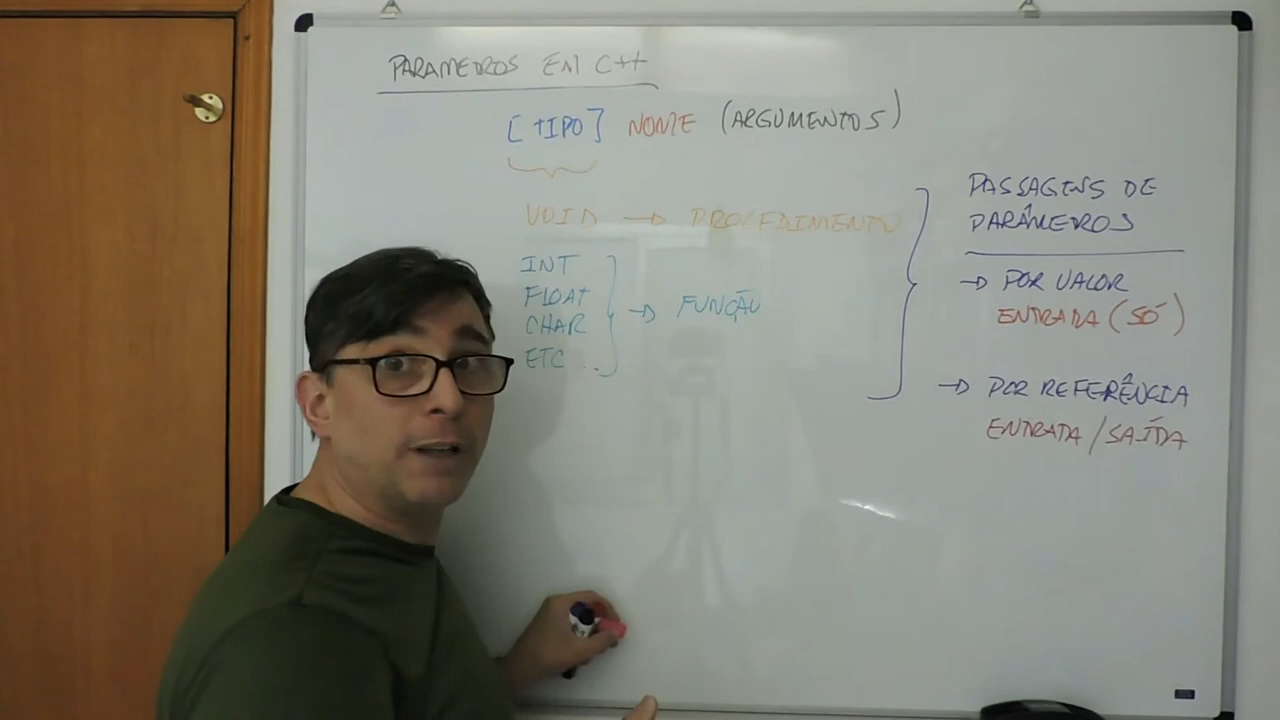 PARAMETROS EM C++
[TIPO] NOME (ARGUMENTOS)
VOID → PROCEDIMENTO
INT
FLOAT
CHAR
ETC ..
→ FUNÇÃO
PASSAGENS DE
PARÂMETROS
→ POR VALOR
ENTRADA (SÓ)
→ POR REFERÊNCIA
ENTRADA / SAÍDA